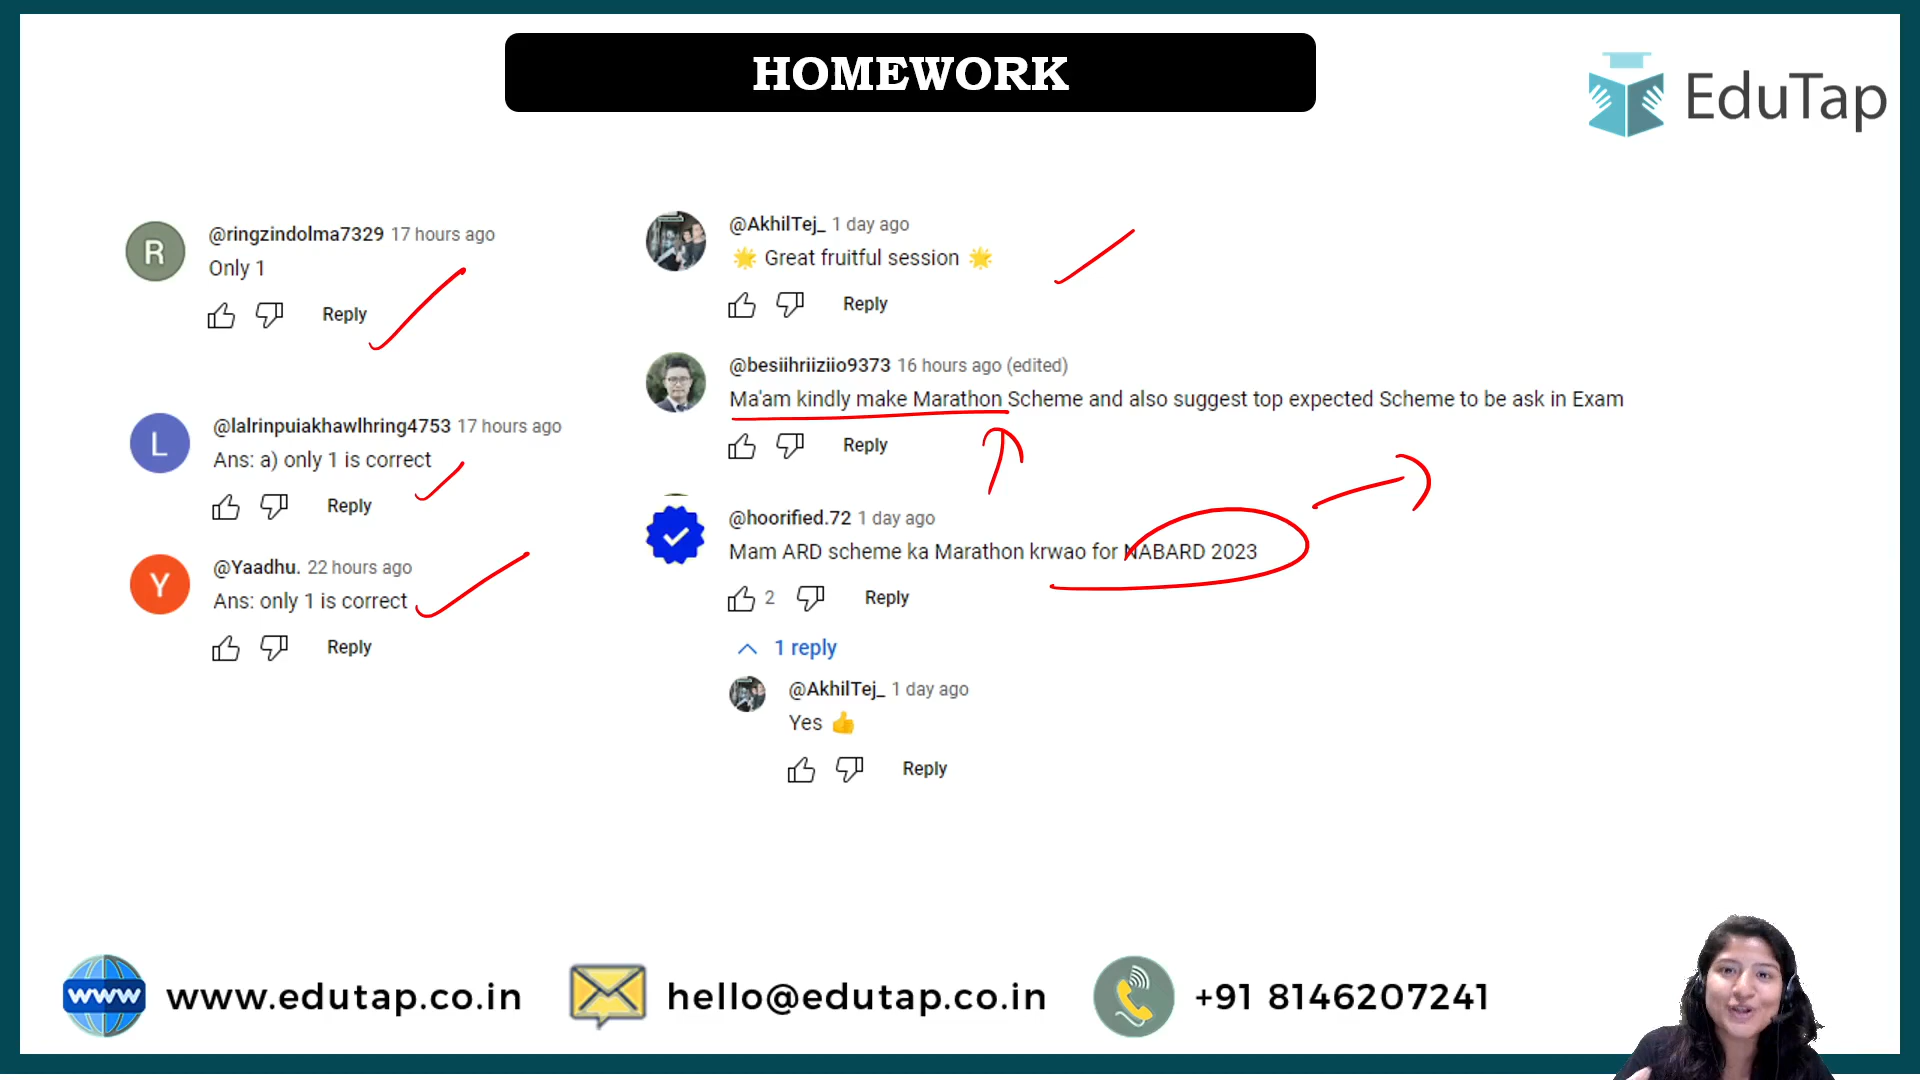 HOMEWORK
EduTap
R
@ringzindolma7329 17 hours ago
Only 1
Reply
L
@lalrinpuiakhawlhring4753 17 hours ago
Ans: a) only 1 is correct
Reply
Y
@Yaadhu. 22 hours ago
Ans: only 1 is correct
Reply
@AkhilTej_ 1 day ago
🌟 Great fruitful session 🌟
Reply
@besiihriiziio9373 16 hours ago (edited)
Ma'am kindly make Marathon Scheme and also suggest top expected Scheme to be ask in Exam
Reply
@hoorified.72 1 day ago
Mam ARD scheme ka Marathon krwao for NABARD 2023
2 Reply
1 reply
@AkhilTej_ 1 day ago
Yes 👍
Reply
www www.edutap.co.in
hello@edutap.co.in
+91 8146207241